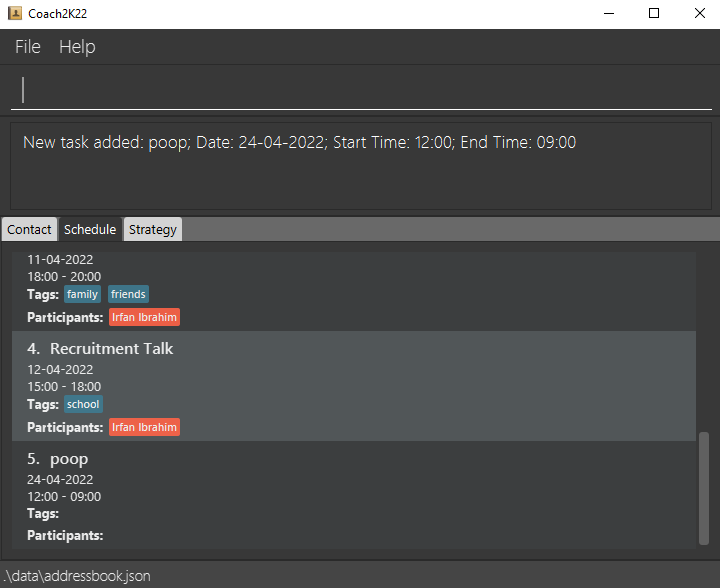 Coach2K22
File Help
New task added: poop; Date: 24-04-2022; Start Time: 12:00; End Time: 09:00
Contact Schedule Strategy
11-04-2022
18:00 - 20:00
Tags: family friends
Participants: Irfan Ibrahim
4. Recruitment Talk
12-04-2022
15:00 - 18:00
Tags: school
Participants: Irfan Ibrahim
5. poop
24-04-2022
12:00 - 09:00
Tags:
Participants:
.\data\addressbook.json